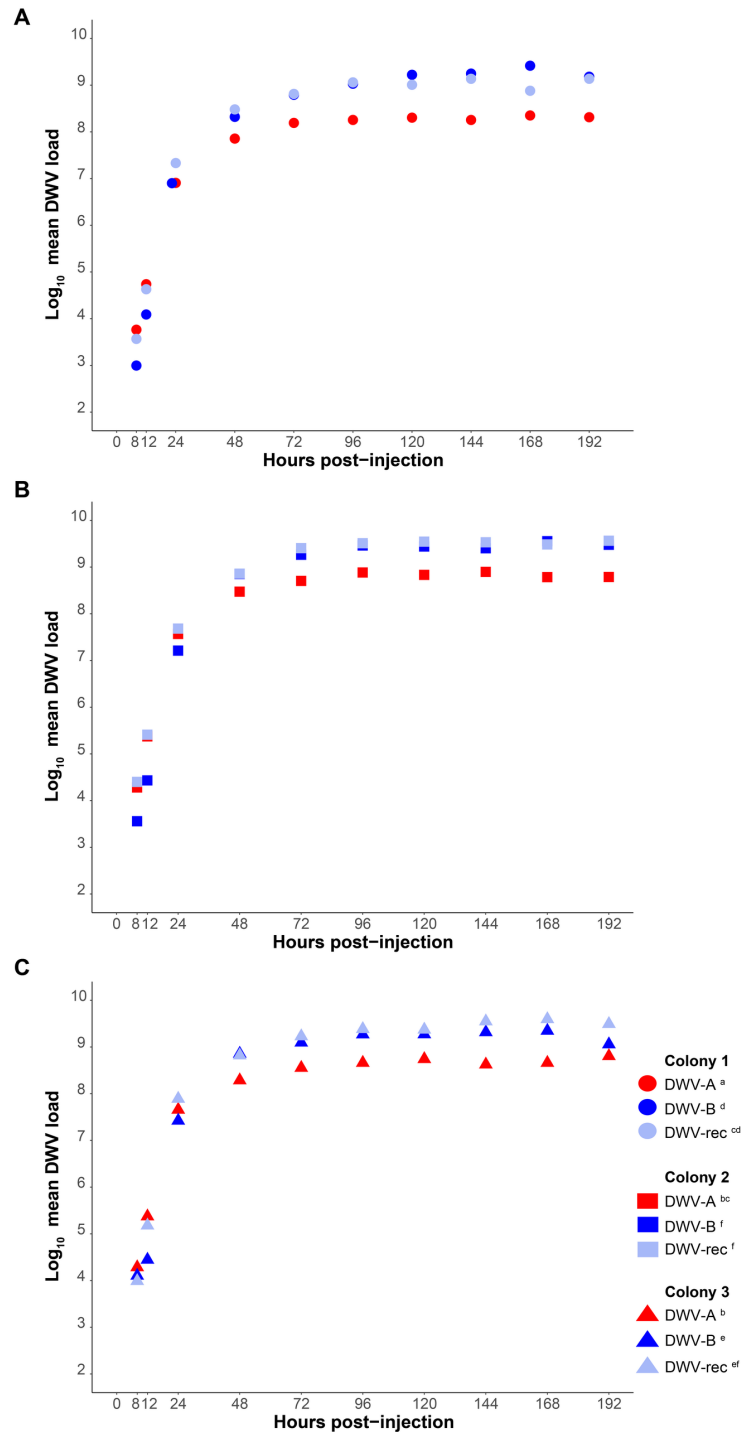 A
Log10 mean DWV load
10
9
8
7
6
5
4
3
2
0 8 12 24 48 72 96 120 144 168 192
Hours post−injection
B
Log10 mean DWV load
10
9
8
7
6
5
4
3
2
0 8 12 24 48 72 96 120 144 168 192
Hours post−injection
C
Log10 mean DWV load
10
9
8
7
6
5
4
3
2
0 8 12 24 48 72 96 120 144 168 192
Hours post−injection
Colony 1
DWV-A a
DWV-B d
DWV-rec cd
Colony 2
DWV-A bc
DWV-B f
DWV-rec f
Colony 3
DWV-A b
DWV-B e
DWV-rec ef